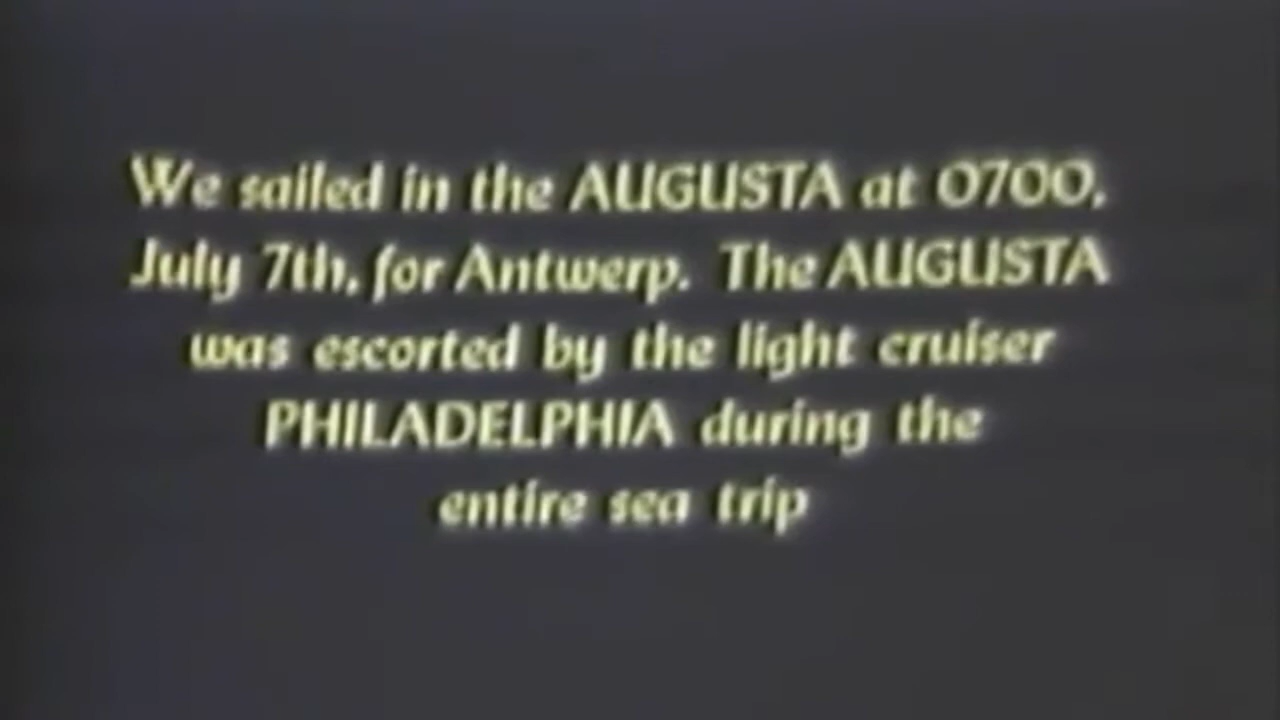 We sailed in the AUGUSTA at 0700,
July 7th, for Antwerp. The AUGUSTA
was escorted by the light cruiser
PHILADELPHIA during the
entire sea trip